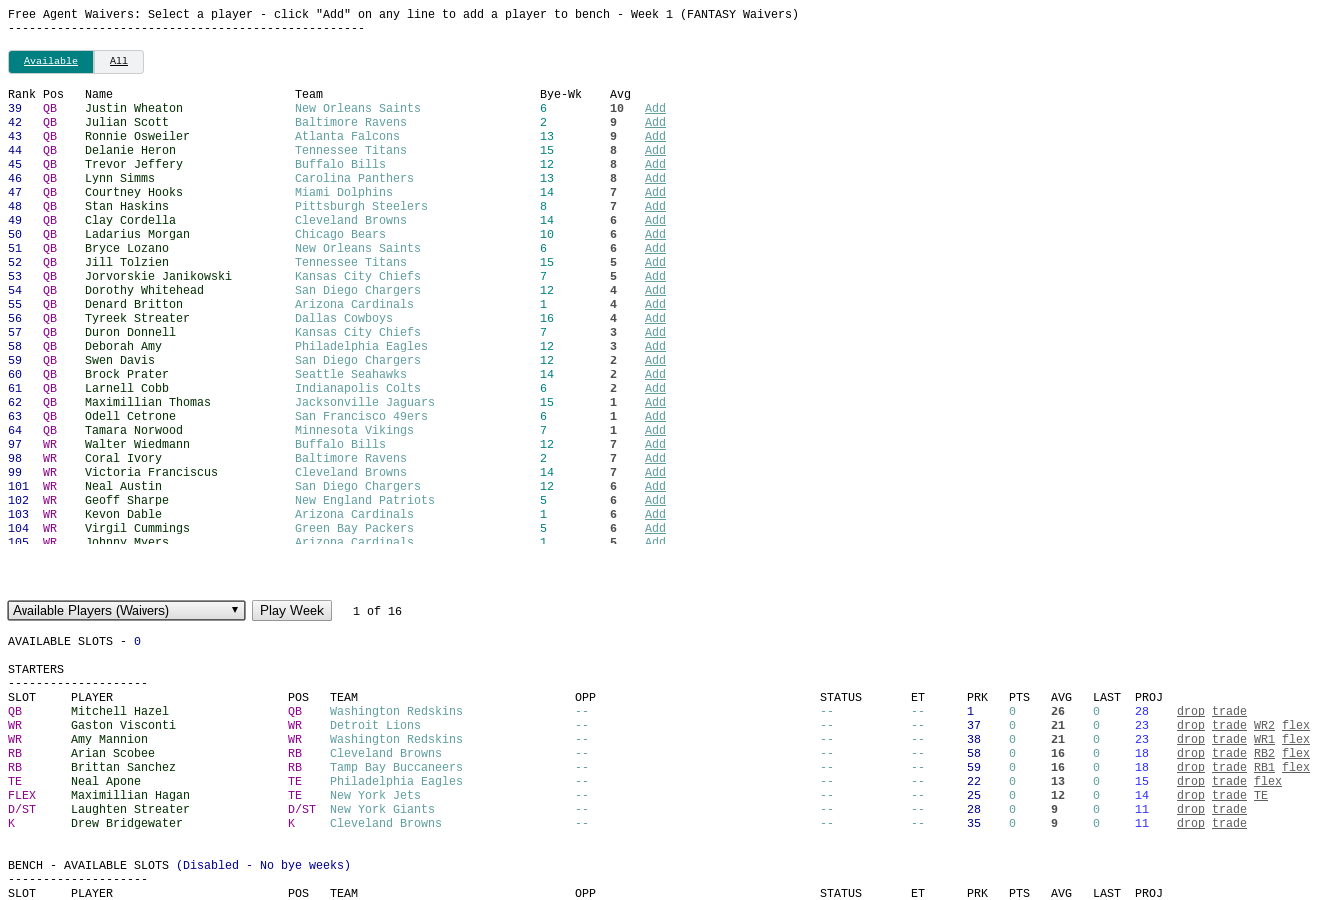 Free Agent Waivers: Select a player - click "Add" on any line to add a player to bench - Week 1 (FANTASY Waivers)
---------------------------------------------------
Available All
Rank Pos Name Team Bye-Wk Avg
39 QB Justin Wheaton New Orleans Saints 6 10 Add
42 QB Julian Scott Baltimore Ravens 2 9 Add
43 QB Ronnie Osweiler Atlanta Falcons 13 9 Add
44 QB Delanie Heron Tennessee Titans 15 8 Add
45 QB Trevor Jeffery Buffalo Bills 12 8 Add
46 QB Lynn Simms Carolina Panthers 13 8 Add
47 QB Courtney Hooks Miami Dolphins 14 7 Add
48 QB Stan Haskins Pittsburgh Steelers 8 7 Add
49 QB Clay Cordella Cleveland Browns 14 6 Add
50 QB Ladarius Morgan Chicago Bears 10 6 Add
51 QB Bryce Lozano New Orleans Saints 6 6 Add
52 QB Jill Tolzien Tennessee Titans 15 5 Add
53 QB Jorvorskie Janikowski Kansas City Chiefs 7 5 Add
54 QB Dorothy Whitehead San Diego Chargers 12 4 Add
55 QB Denard Britton Arizona Cardinals 1 4 Add
56 QB Tyreek Streater Dallas Cowboys 16 4 Add
57 QB Duron Donnell Kansas City Chiefs 7 3 Add
58 QB Deborah Amy Philadelphia Eagles 12 3 Add
59 QB Swen Davis San Diego Chargers 12 2 Add
60 QB Brock Prater Seattle Seahawks 14 2 Add
61 QB Larnell Cobb Indianapolis Colts 6 2 Add
62 QB Maximillian Thomas Jacksonville Jaguars 15 1 Add
63 QB Odell Cetrone San Francisco 49ers 6 1 Add
64 QB Tamara Norwood Minnesota Vikings 7 1 Add
97 WR Walter Wiedmann Buffalo Bills 12 7 Add
98 WR Coral Ivory Baltimore Ravens 2 7 Add
99 WR Victoria Franciscus Cleveland Browns 14 7 Add
101 WR Neal Austin San Diego Chargers 12 6 Add
102 WR Geoff Sharpe New England Patriots 5 6 Add
103 WR Kevon Dable Arizona Cardinals 1 6 Add
104 WR Virgil Cummings Green Bay Packers 5 6 Add
105 WR Johnny Myers Arizona Cardinals 1 5 Add
Available Players (Waivers) Play Week 1 of 16
AVAILABLE SLOTS - 0
STARTERS
--------------------
SLOT PLAYER POS TEAM OPP STATUS ET PRK PTS AVG LAST PROJ
QB Mitchell Hazel QB Washington Redskins -- -- -- 1 0 26 0 28 drop trade
WR Gaston Visconti WR Detroit Lions -- -- -- 37 0 21 0 23 drop trade WR2 flex
WR Amy Mannion WR Washington Redskins -- -- -- 38 0 21 0 23 drop trade WR1 flex
RB Arian Scobee RB Cleveland Browns -- -- -- 58 0 16 0 18 drop trade RB2 flex
RB Brittan Sanchez RB Tampa Bay Buccaneers -- -- -- 59 0 16 0 18 drop trade RB1 flex
TE Neal Apone TE Philadelphia Eagles -- -- -- 22 0 13 0 15 drop trade flex
FLEX Maximillian Hagan TE New York Jets -- -- -- 25 0 12 0 14 drop trade TE
D/ST Laughten Streater D/ST New York Giants -- -- -- 28 0 9 0 11 drop trade
K Drew Bridgewater K Cleveland Browns -- -- -- 35 0 9 0 11 drop trade
BENCH - AVAILABLE SLOTS (Disabled - No bye weeks)
--------------------
SLOT PLAYER POS TEAM OPP STATUS ET PRK PTS AVG LAST PROJ